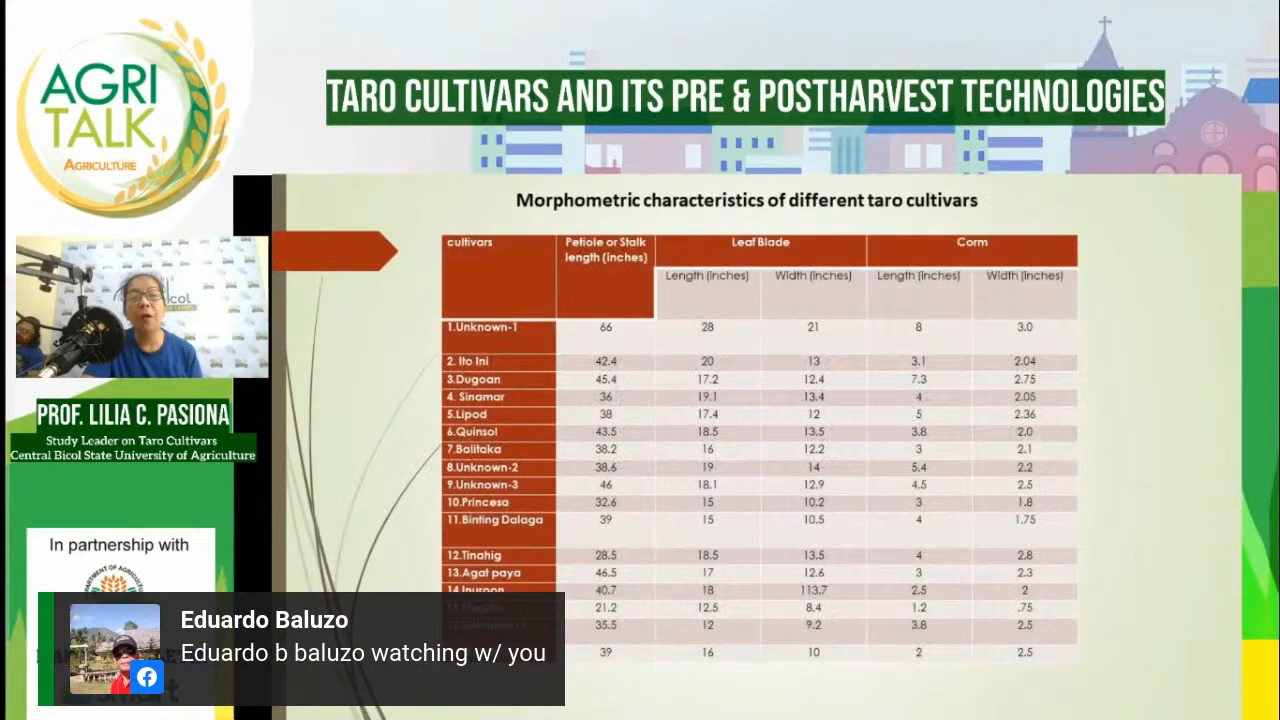 AGRI
TALK
AGRICULTURE
TARO CULTIVARS AND ITS PRE & POSTHARVEST TECHNOLOGIES
Morphometric characteristics of different taro cultivars
cultivars Petiole or Stalk length (inches) Leaf Blade Corm
Length (inches) Width (inches) Length (inches) Width (inches)
1.Unknown-1 66 28 21 8 3.0
2. Ito Ini 42.4 20 13 3.1 2.04
3.Dugoan 45.4 17.2 12.4 7.3 2.75
4. Sinamar 36 19.1 13.4 4 2.05
5.Lipod 38 17.4 12 5 2.36
6.Quinsol 43.5 18.5 13.5 3.8 2.0
7.Balitaka 38.2 16 12.2 3 2.1
8.Unknown-2 38.6 19 14 5.4 2.2
9.Unknown-3 46 18.1 12.9 4.5 2.5
10.Princesa 32.6 15 10.2 3 1.8
11.Binting Dalaga 39 15 10.5 4 1.75
12.Tinahig 28.5 18.5 13.5 4 2.8
13.Agat paya 46.5 17 12.6 3 2.3
40.7 18 113.7 2.5 2
21.2 12.5 8.4 1.2 .75
35.5 12 9.2 3.8 2.5
39 16 10 2 2.5
PROF. LILIA C. PASIONA
Study Leader on Taro Cultivars
Central Bicol State University of Agriculture
In partnership with
Eduardo Baluzo
Eduardo b baluzo watching w/ you